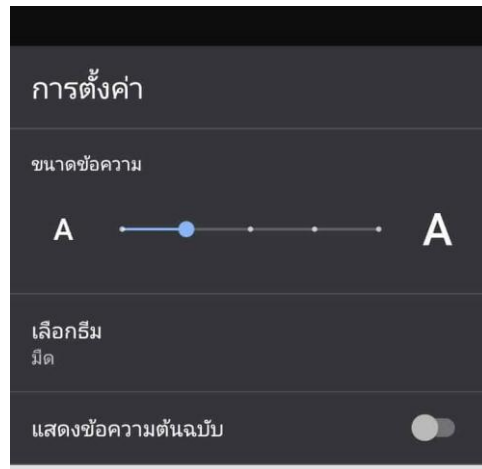 การตั้งค่า
ขนาดข้อความ
A A
เลือกธีม
มืด
แสดงข้อความต้นฉบับ